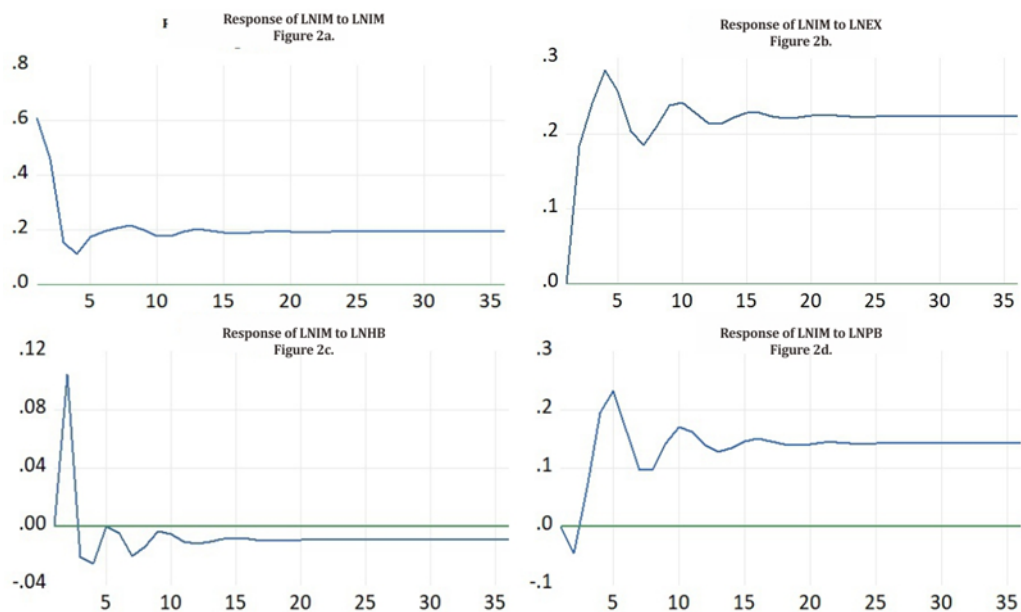 Response of LNIM to LNIM
Figure 2a.
.8
.6
.4
.2
.0
5 10 15 20 25 30 35
Response of LNIM to LNEX
Figure 2b.
.3
.2
.1
.0
5 10 15 20 25 30 35
Response of LNIM to LNHB
Figure 2c.
.12
.08
.04
.00
-.04
5 10 15 20 25 30 35
Response of LNIM to LNPB
Figure 2d.
.3
.2
.1
.0
-.1
5 10 15 20 25 30 35